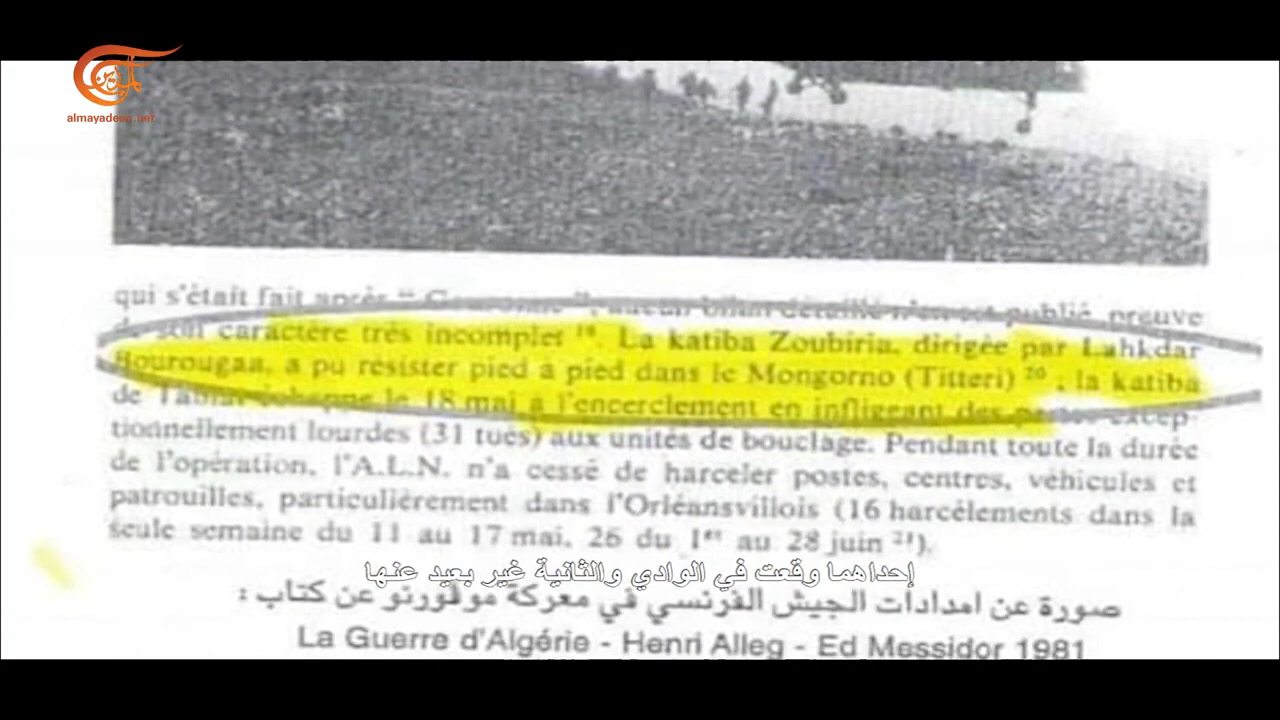 almayadeen.net
qui s'était fait après " Couronne ", aucun bilan détaillé n'en est publié, preuve
de son caractère très incomplet 19. La katiba Zoubiria, dirigée par Lahkdar
Bourougaa, a pu resister pied à pied dans le Mongorno (Titteri) 20 ; la katiba
de échappe le 18 mai à l'encerclement en infligeant des pertes excep-
tionnellement lourdes (31 tués) aux unités de bouclage. Pendant toute la durée
de l'opération, l'A.L.N. n'a cessé de harceler postes, centres, véhicules et
patrouilles, particulièrement dans l'Orléansvillois (16 harcèlements dans la
seule semaine du 11 au 17 mai, 26 du 1er au 28 juin 21).
إحداهما وقعت في الوادي والثانية غير بعيد عنها
صورة عن امدادات الجيش الفرنسي في معركة موقورنو عن كتاب :
La Guerre d'Algérie - Henri Alleg - Ed Messidor 1981